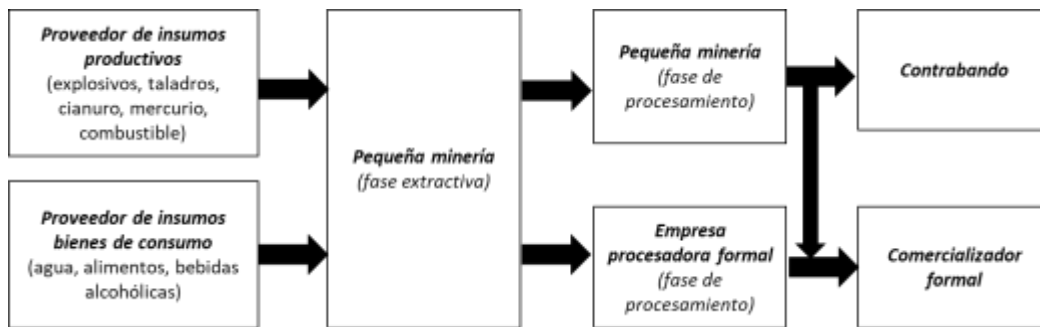 Proveedor de insumos
productivos
(explosivos, taladros,
cianuro, mercurio,
combustible)
Proveedor de insumos
bienes de consumo
(agua, alimentos, bebidas
alcohólicas)
Pequeña minería
(fase extractiva)
Pequeña minería
(fase de
procesamiento)
Empresa
procesadora formal
(fase de
procesamiento)
Contrabando
Comercializador
formal